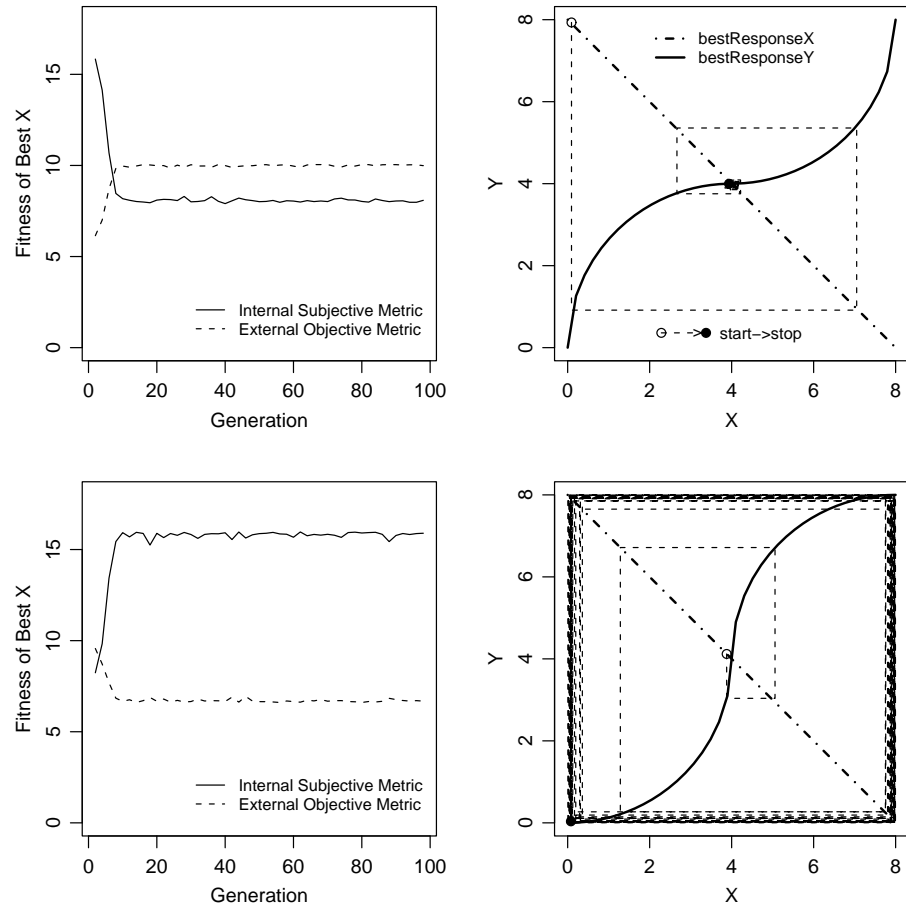 Fitness of Best X
15
10
5
0
Internal Subjective Metric
External Objective Metric
0 20 40 60 80 100
Generation
Y
8
6
4
2
0
bestResponseX
bestResponseY
start−>stop
0 2 4 6 8
X
Fitness of Best X
15
10
5
0
Internal Subjective Metric
External Objective Metric
0 20 40 60 80 100
Generation
Y
8
6
4
2
0
0 2 4 6 8
X